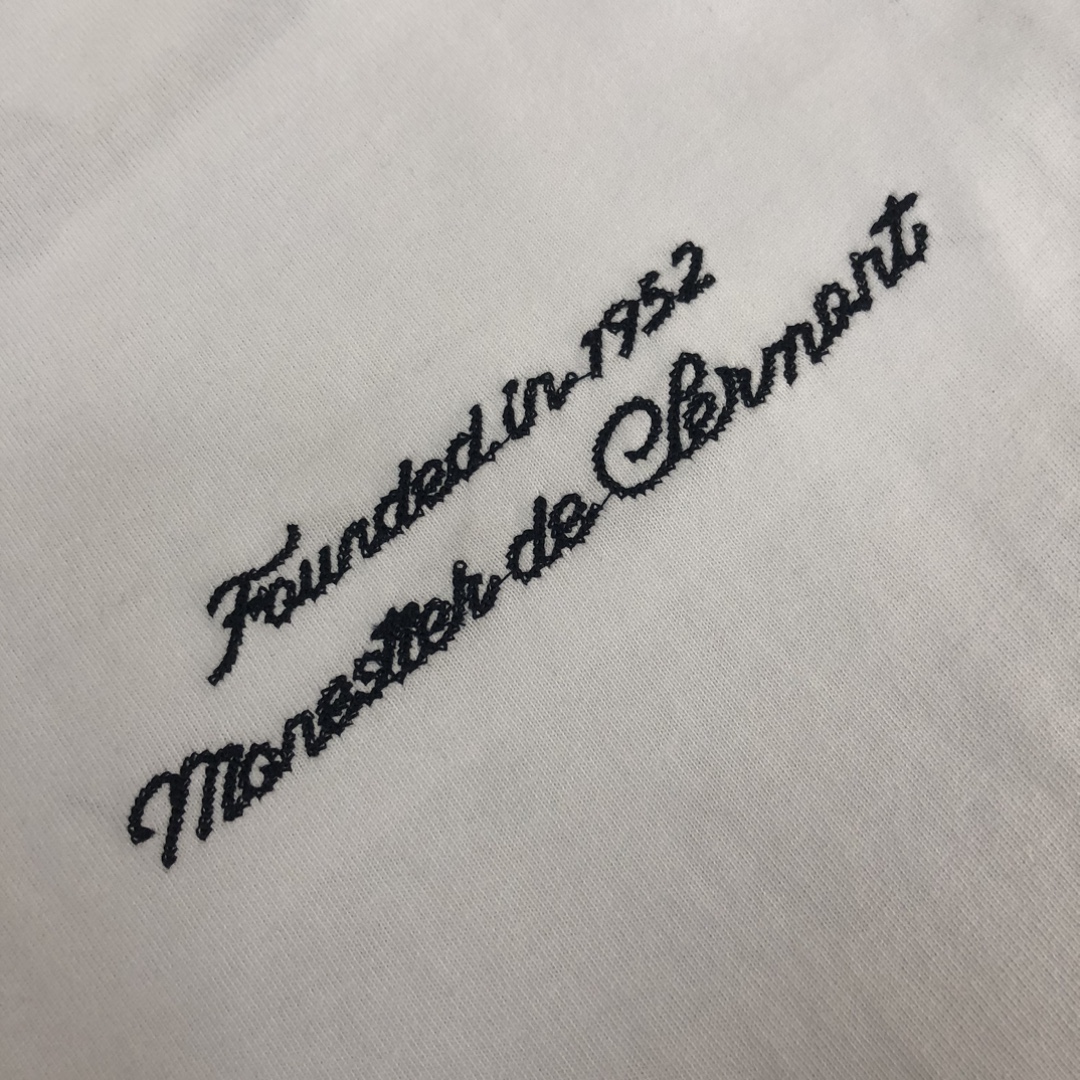 Founded in 1952
Monestier de Clermont